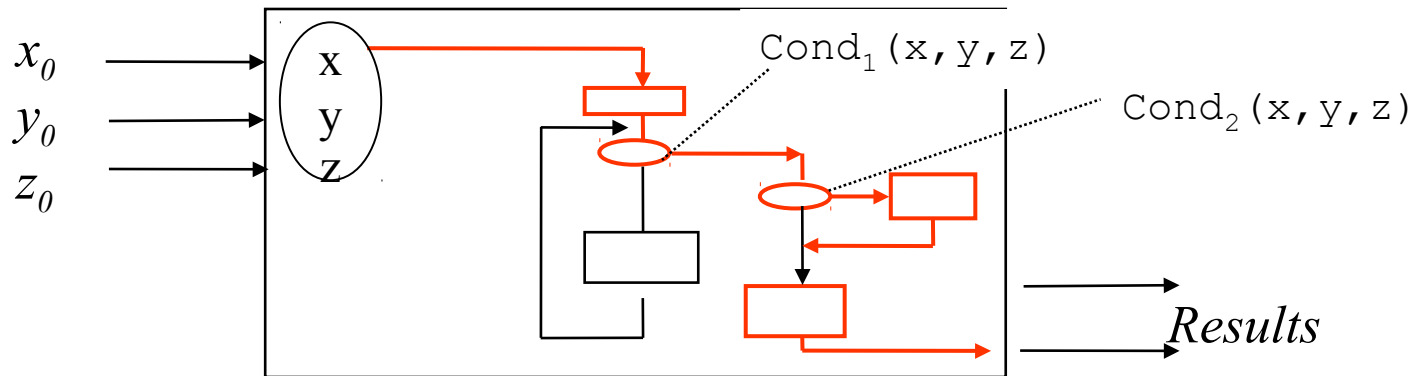 x₀
y₀
z₀
x
y
z
Cond₁(x,y,z)
Cond₂(x,y,z)
Results